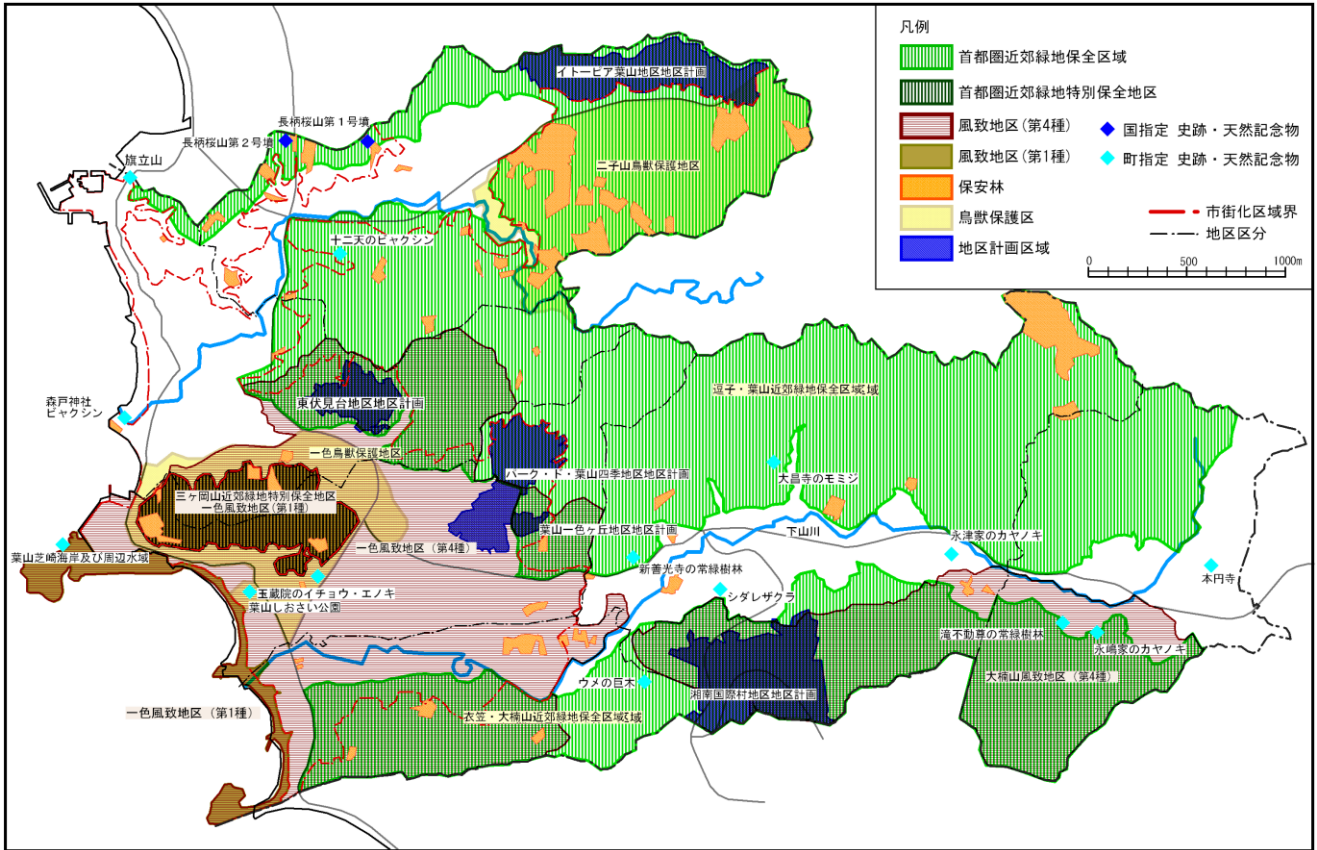 凡例
首都圏近郊緑地保全区域
首都圏近郊緑地特別保全地区
風致地区(第4種)
風致地区(第1種)
保安林
鳥獣保護区
地区計画区域
国指定 史跡・天然記念物
町指定 史跡・天然記念物
市街化区域界
地区区分
0 500 1000m
イトーピア葉山地区地区計画
長柄桜山第1号墳
長柄桜山第2号墳
旗立山
二子山鳥獣保護地区
十二天のビャクシン
森戸神社
ビャクシン
東伏見台地区地区計画
逗子・葉山近郊緑地保全区域
一色鳥獣保護地区
パーク・ド・葉山四季地区地区計画
大昌寺のモミジ
三ヶ岡山近郊緑地特別保全地区
一色風致地区(第1種)
葉山一色ヶ丘地区地区計画
下山川
一色風致地区(第4種)
永津家のカヤノキ
葉山芝崎海岸及び周辺水域
新善光寺の常緑樹林
本円寺
玉蔵院のイチョウ・エノキ
葉山しおさい公園
シダレザクラ
滝不動尊の常緑樹林
永嶋家のカヤノキ
ウメの巨木
湘南国際村地区地区計画
大楠山風致地区(第4種)
一色風致地区(第1種)
衣笠・大楠山近郊緑地保全区域